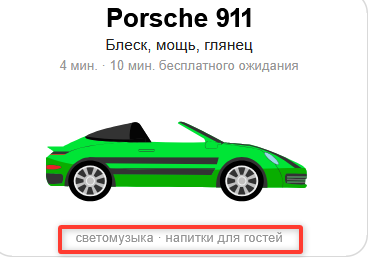 Porsche 911
Блеск, мощь, глянец
4 мин. · 10 мин. бесплатного ожидания
светомузыка · напитки для гостей